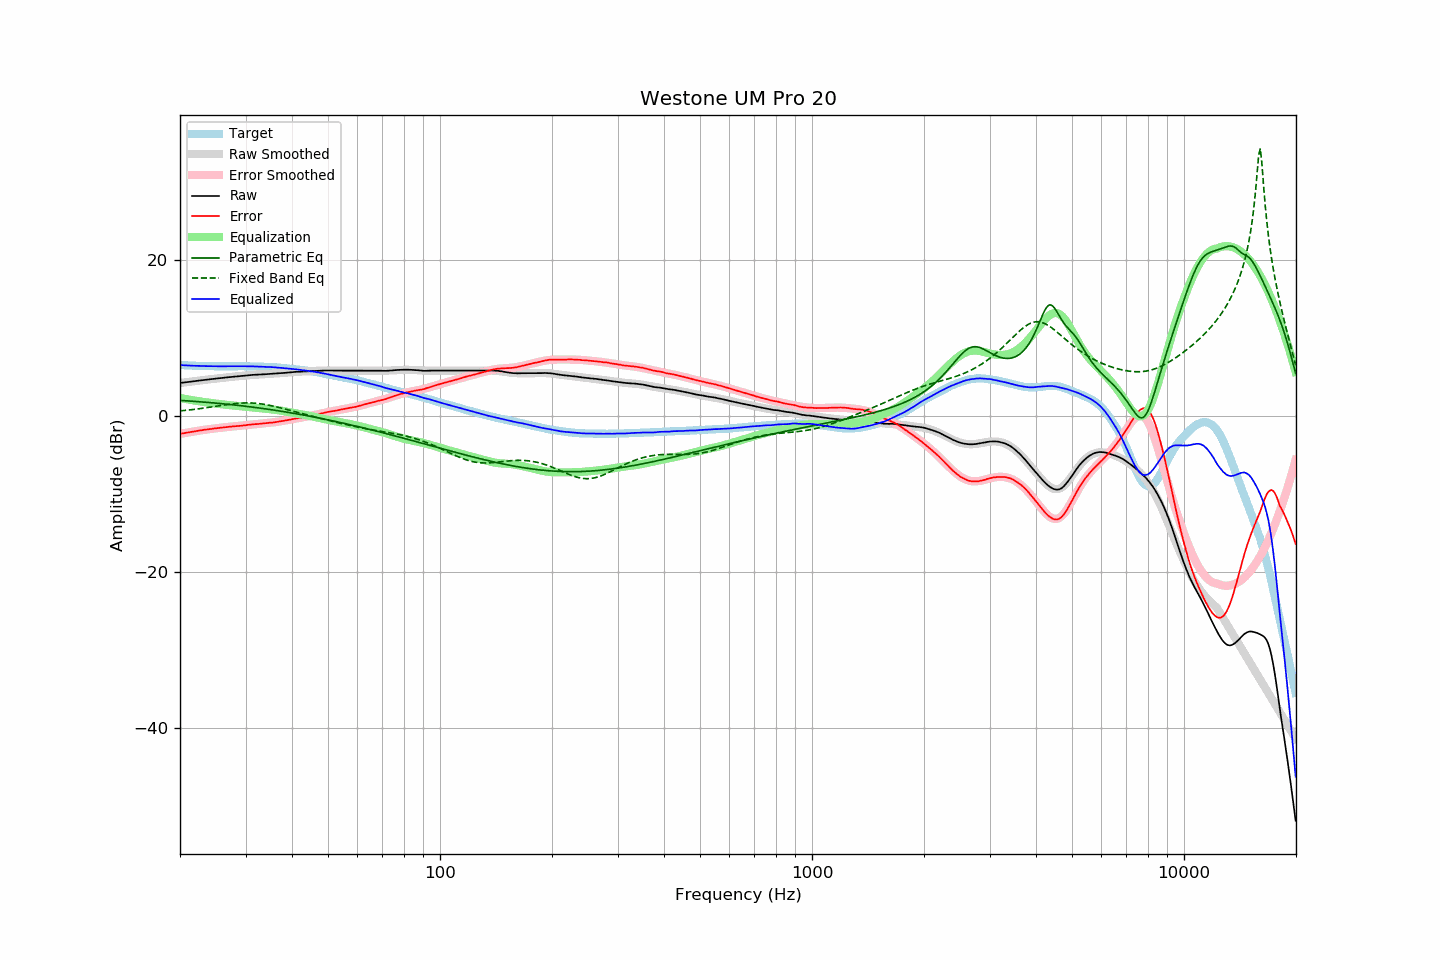 Westone UM Pro 20
Target
Raw Smoothed
Error Smoothed
Raw
Error
Equalization
Parametric Eq
Fixed Band Eq
Equalized
20
0
−20
−40
Amplitude (dBr)
100
1000
10000
Frequency (Hz)